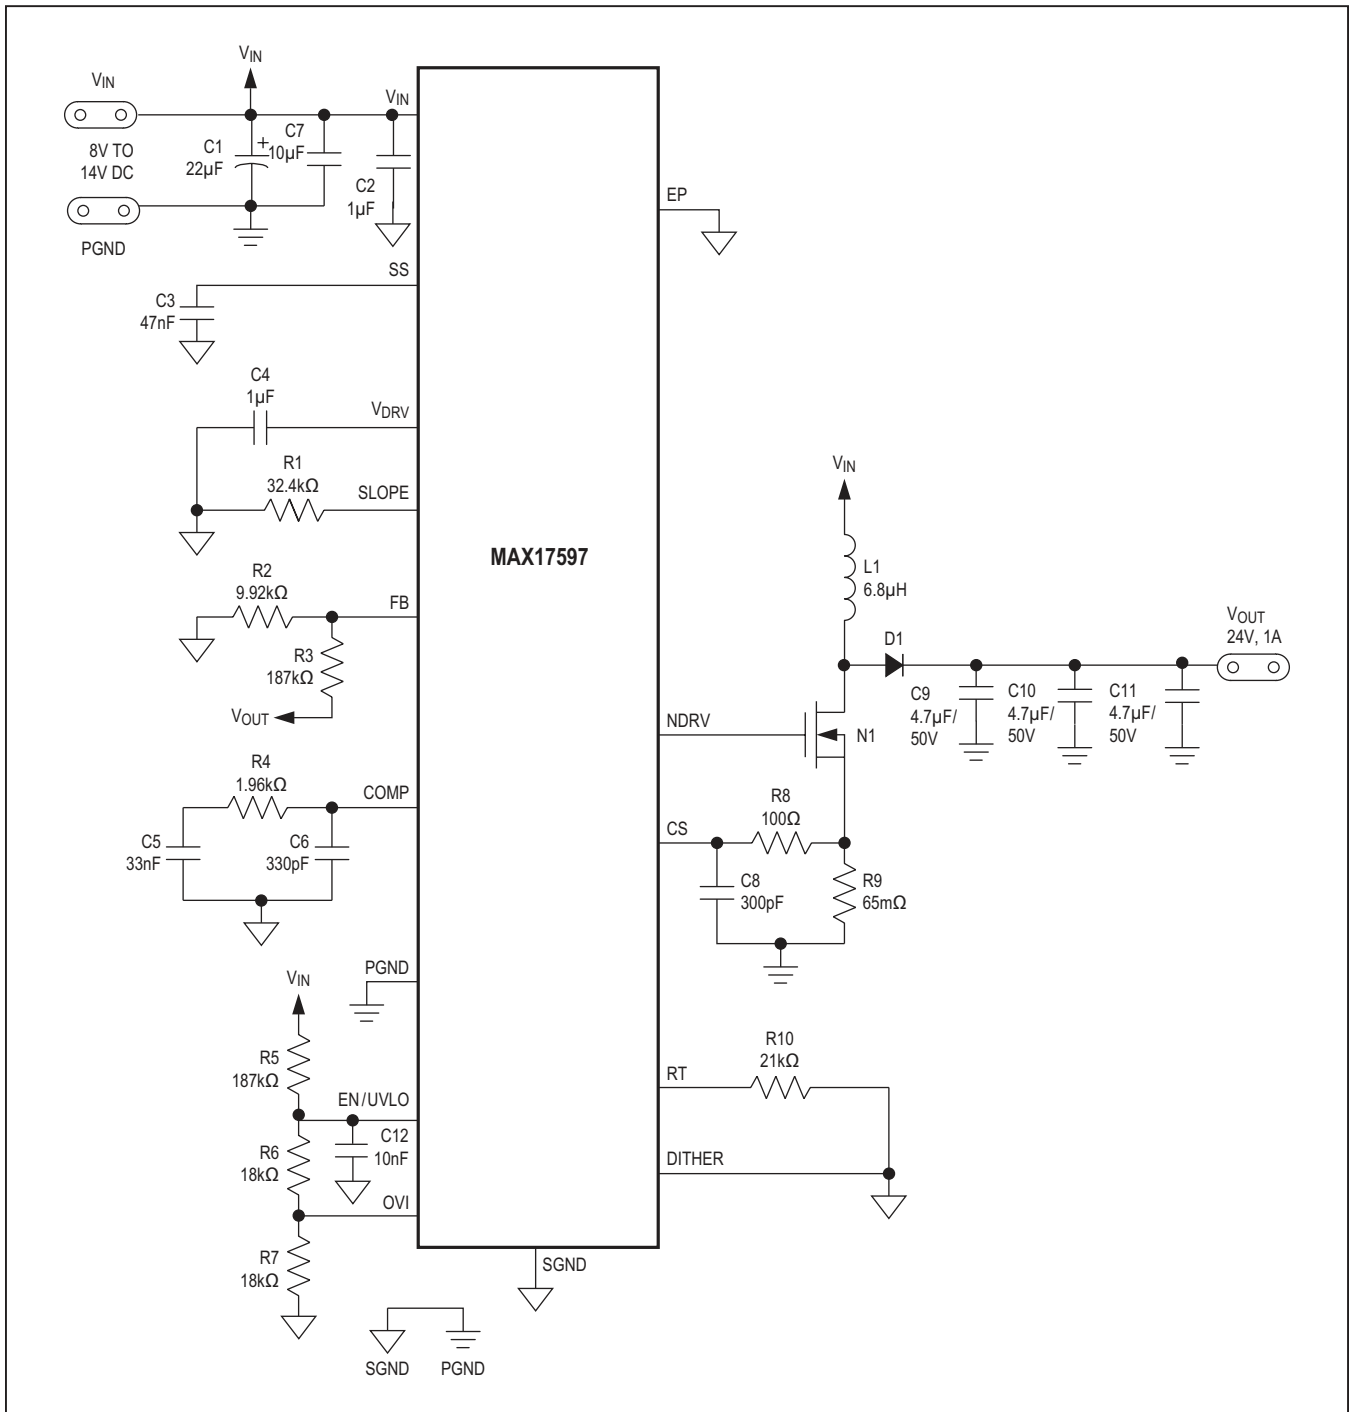 VIN
VIN
8V TO
14V DC
PGND
C1
22µF
+
C7
10µF
VIN
C2
1µF
SS
C3
47nF
C4
1µF
VDRV
R1
32.4kΩ
SLOPE
R2
9.92kΩ
FB
R3
187kΩ
VOUT
R4
1.96kΩ
COMP
C5
33nF
C6
330pF
PGND
VIN
R5
187kΩ
EN/UVLO
C12
10nF
R6
18kΩ
OVI
R7
18kΩ
SGND
SGND
PGND
MAX17597
EP
VIN
L1
6.8µH
D1
VOUT
24V, 1A
C9
4.7µF/
50V
C10
4.7µF/
50V
C11
4.7µF/
50V
NDRV
N1
R8
100Ω
CS
C8
300pF
R9
65mΩ
R10
21kΩ
RT
DITHER